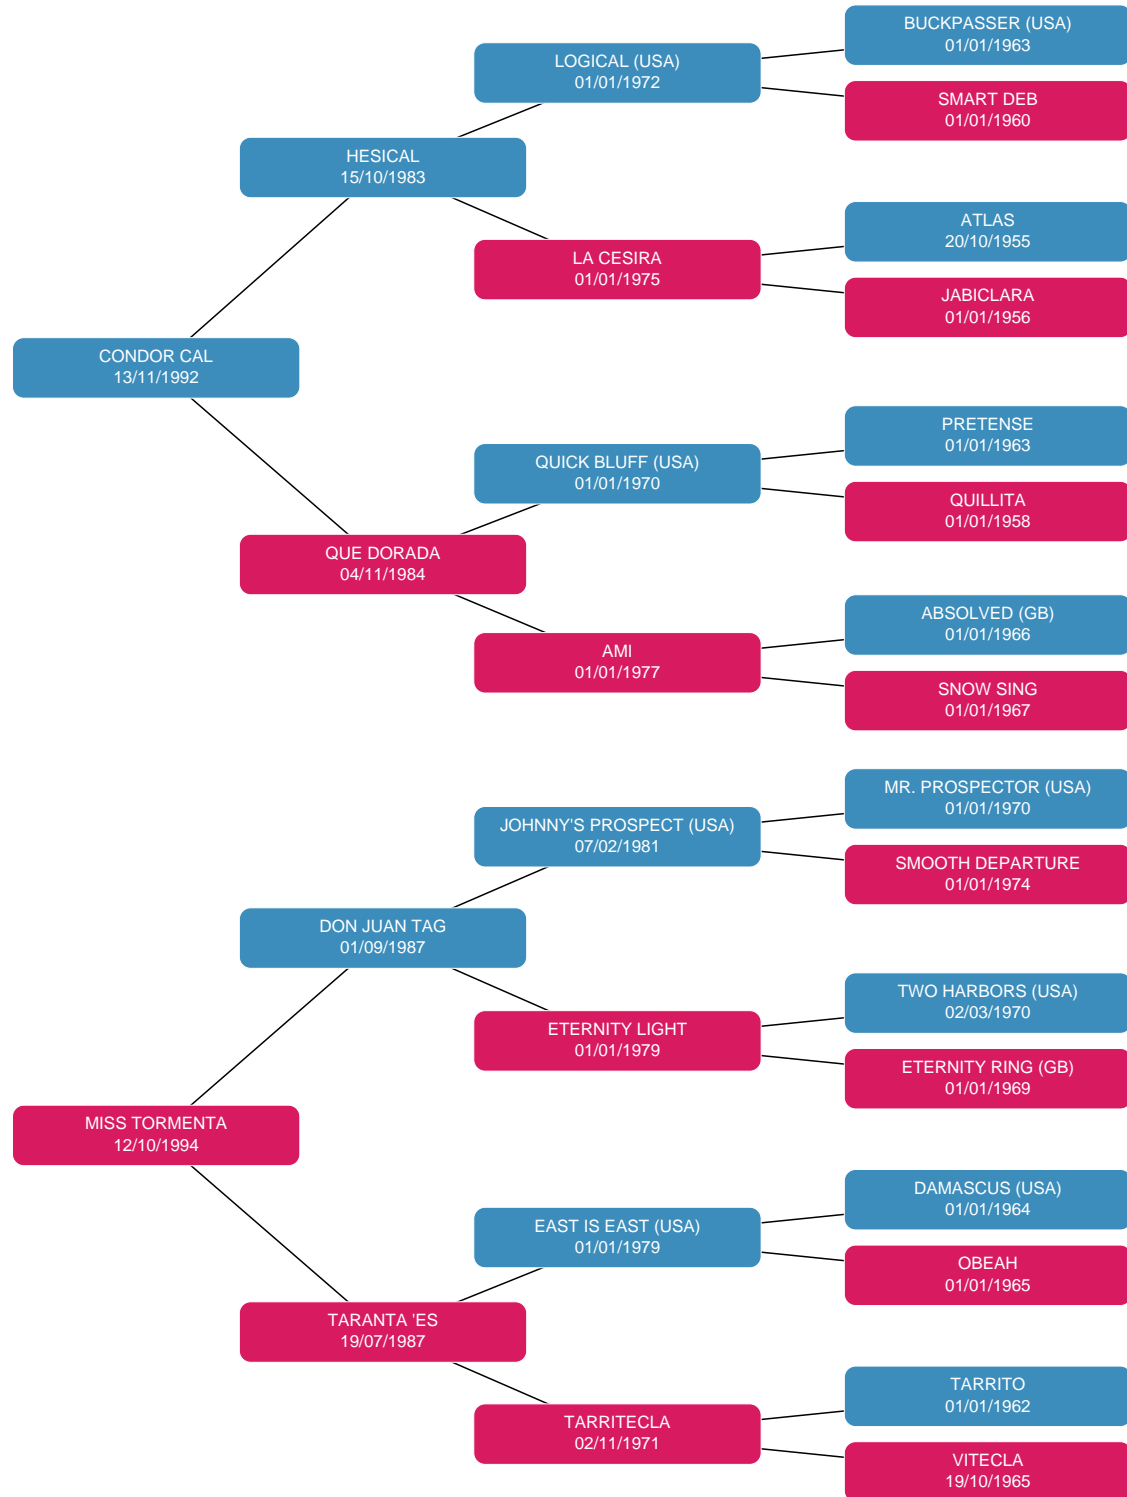 BUCKPASSER (USA)
01/01/1963
LOGICAL (USA)
01/01/1972
SMART DEB
01/01/1960
HESICAL
15/10/1983
ATLAS
20/10/1955
LA CESIRA
01/01/1975
JABICLARA
01/01/1956
CONDOR CAL
13/11/1992
PRETENSE
01/01/1963
QUICK BLUFF (USA)
01/01/1970
QUILLITA
01/01/1958
QUE DORADA
04/11/1984
ABSOLVED (GB)
01/01/1966
AMI
01/01/1977
SNOW SING
01/01/1967
MR. PROSPECTOR (USA)
01/01/1970
JOHNNY'S PROSPECT (USA)
07/02/1981
SMOOTH DEPARTURE
01/01/1974
DON JUAN TAG
01/09/1987
TWO HARBORS (USA)
02/03/1970
ETERNITY LIGHT
01/01/1979
ETERNITY RING (GB)
01/01/1969
MISS TORMENTA
12/10/1994
DAMASCUS (USA)
01/01/1964
EAST IS EAST (USA)
01/01/1979
OBEAH
01/01/1965
TARANTA 'ES
19/07/1987
TARRITO
01/01/1962
TARRITECLA
02/11/1971
VITECLA
19/10/1965